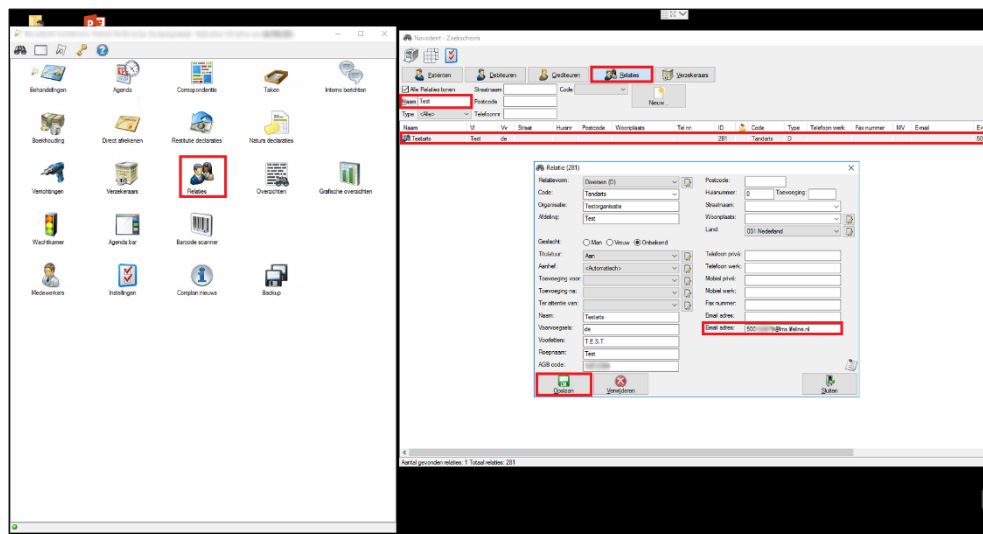 Behandelingen Agenda Correspondentie Taken Interne berichten
Boekhouding Direct afrekenen Restitutie declaraties Natura declaraties
Verrichtingen Verzekeraars Relaties Overzichten Grafische overzichten
Wachtkamer Agenda bar Barcode scanner
Medewerkers Instellingen Complan nieuws Backup
Novadent - Zoekscherm
Patiënten Debiteuren Crediteuren Relaties Verzekeraars
Alle Relaties tonen Straatnaam Code
Naam Test Postcode Nieuw...
Type <Alle> Telefoonnr
Naam Vl Vv Straat Huisnr Postcode Woonplaats Tel nr. ID Code Type Telefoon werk Fax nummer MV E-mail
Testarts Test de 281 Tandarts D
Relatie (281)
Relatievorm: Diversen (D) Postcode:
Code: Tandarts Huisnummer: 0 Toevoeging:
Organisatie: Testorganisatie Straatnaam:
Afdeling: Test Woonplaats:
Land: 031 Nederland
Geslacht: Man Vrouw Onbekend
Titulatuur: Aan Telefoon privé:
Aanhef: <Automatisch> Telefoon werk:
Toevoeging voor: Mobiel privé:
Toevoeging na: Mobiel werk:
Ter attentie van: Fax nummer:
Naam: Testarts Email adres:
Voorvoegsels: de Email adres: 500 @lms.lifeline.nl
Voorletters: T.E.S.T.
Roepnaam: Test
AGB code:
Opslaan Verwijderen Sluiten
Aantal gevonden relaties: 1 Totaal relaties: 281